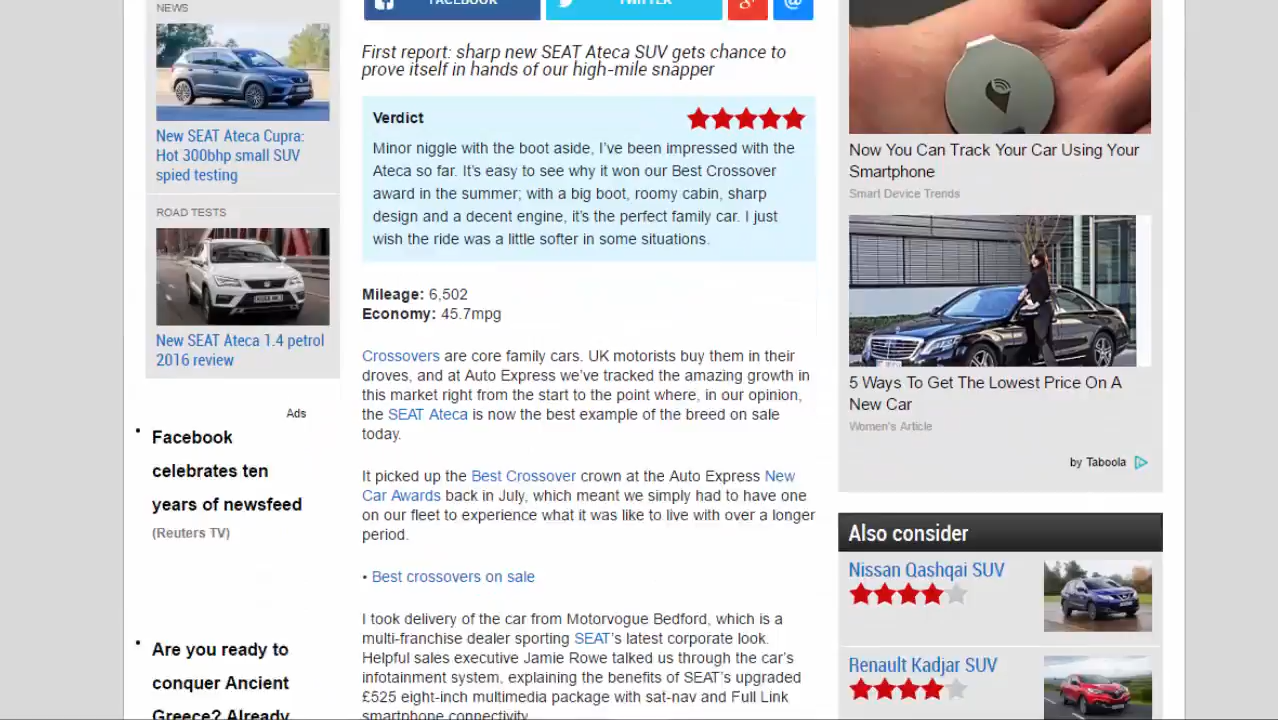 NEWS
New SEAT Ateca Cupra:
Hot 300bhp small SUV
spied testing
ROAD TESTS
New SEAT Ateca 1.4 petrol
2016 review
Ads
Facebook
celebrates ten
years of newsfeed
(Reuters TV)
Are you ready to
conquer Ancient
Greece? Already
FACEBOOK
TWITTER
First report: sharp new SEAT Ateca SUV gets chance to
prove itself in hands of our high-mile snapper
Verdict
Minor niggle with the boot aside, I've been impressed with the
Ateca so far. It's easy to see why it won our Best Crossover
award in the summer; with a big boot, roomy cabin, sharp
design and a decent engine, it's the perfect family car. I just
wish the ride was a little softer in some situations.
Mileage: 6,502
Economy: 45.7mpg
Crossovers are core family cars. UK motorists buy them in their
droves, and at Auto Express we've tracked the amazing growth in
this market right from the start to the point where, in our opinion,
the SEAT Ateca is now the best example of the breed on sale
today.
It picked up the Best Crossover crown at the Auto Express New
Car Awards back in July, which meant we simply had to have one
on our fleet to experience what it was like to live with over a longer
period.
• Best crossovers on sale
I took delivery of the car from Motorvogue Bedford, which is a
multi-franchise dealer sporting SEAT's latest corporate look.
Helpful sales executive Jamie Rowe talked us through the car's
infotainment system, explaining the benefits of SEAT's upgraded
£525 eight-inch multimedia package with sat-nav and Full Link
smartphone connectivity.
Now You Can Track Your Car Using Your
Smartphone
Smart Device Trends
5 Ways To Get The Lowest Price On A
New Car
Women's Article
by Taboola
Also consider
Nissan Qashqai SUV
Renault Kadjar SUV